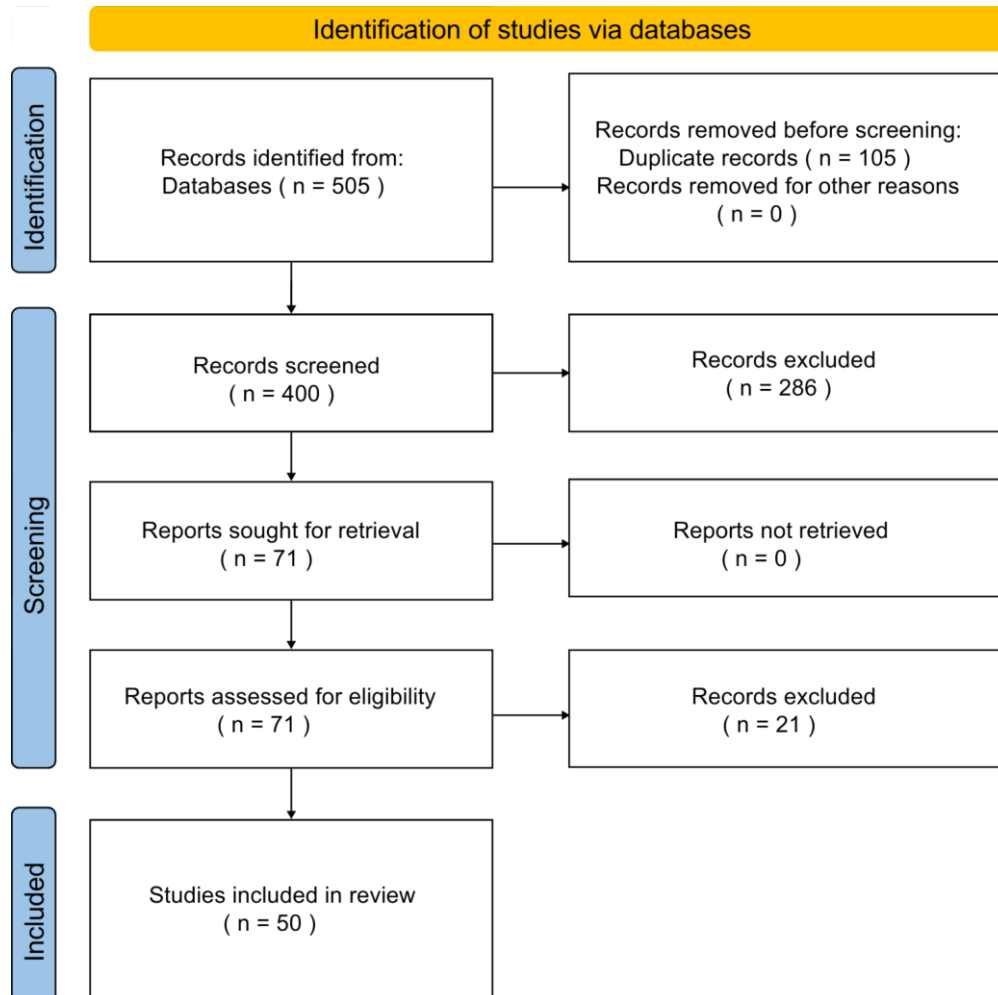 Identification of studies via databases
Identification
Records identified from:
Databases ( n = 505 )
Records removed before screening:
Duplicate records ( n = 105 )
Records removed for other reasons
( n = 0 )
Screening
Records screened
( n = 400 )
Records excluded
( n = 286 )
Reports sought for retrieval
( n = 71 )
Reports not retrieved
( n = 0 )
Reports assessed for eligibility
( n = 71 )
Records excluded
( n = 21 )
Included
Studies included in review
( n = 50 )